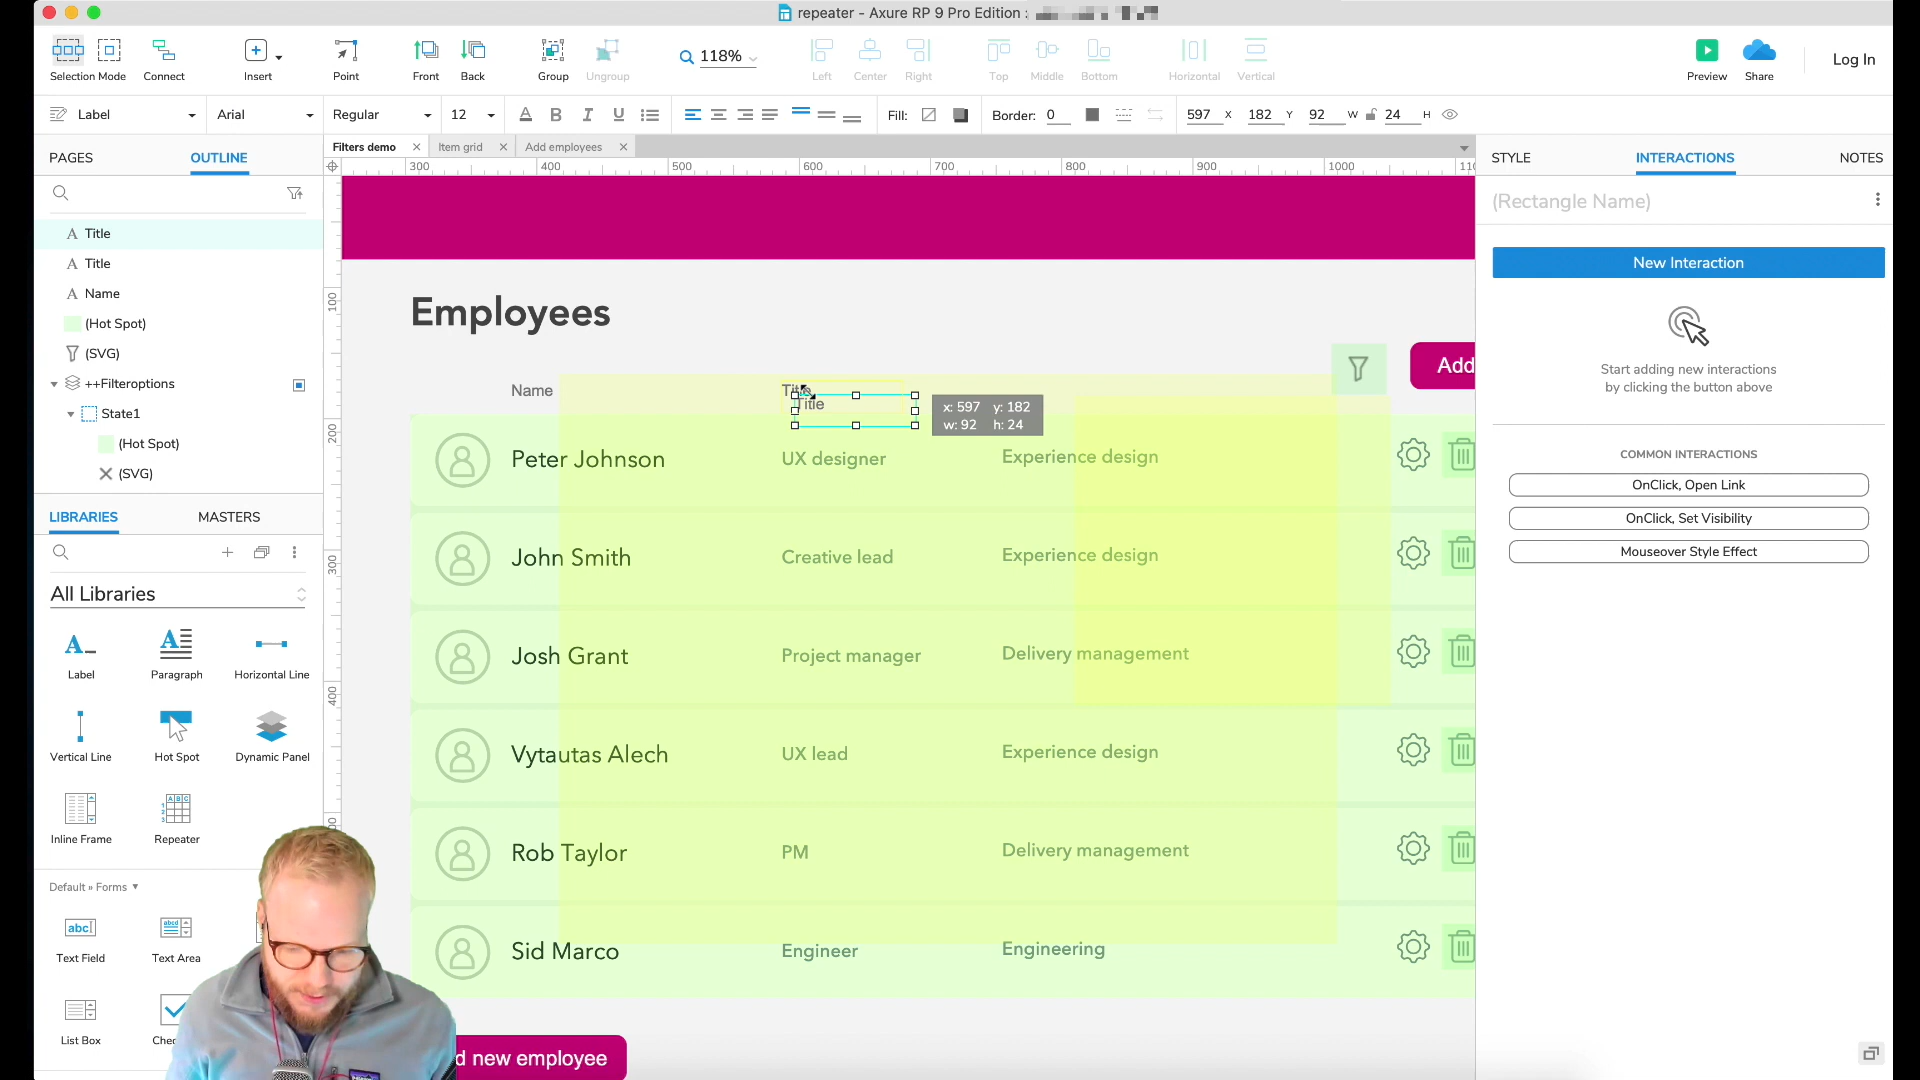 repeater - Axure RP 9 Pro Edition :
Selection Mode
Connect
Insert
Point
Front
Back
Group
Ungroup
118%
Left
Center
Right
Top
Middle
Bottom
Horizontal
Vertical
Preview
Share
Log In
Label
Arial
Regular
12
Fill:
Border: 0
597 X
182 Y
92 W
24 H
PAGES
OUTLINE
Filters demo
Item grid
Add employees
STYLE
INTERACTIONS
NOTES
300
400
500
600
700
800
900
1000
100
200
300
400
Title
Title
Name
(Hot Spot)
(SVG)
++Filteroptions
State1
(Hot Spot)
(SVG)
LIBRARIES
MASTERS
All Libraries
Label
Paragraph
Horizontal Line
Vertical Line
Hot Spot
Dynamic Panel
Inline Frame
Repeater
Default » Forms
Text Field
Text Area
List Box
Employees
Add
Name
Title
Title
x: 597 y: 182
w: 92 h: 24
Peter Johnson
UX designer
Experience design
John Smith
Creative lead
Experience design
Josh Grant
Project manager
Delivery management
Vytautas Alech
UX lead
Experience design
Rob Taylor
PM
Delivery management
Sid Marco
Engineer
Engineering
d new employee
(Rectangle Name)
New Interaction
Start adding new interactions
by clicking the button above
COMMON INTERACTIONS
OnClick, Open Link
OnClick, Set Visibility
Mouseover Style Effect